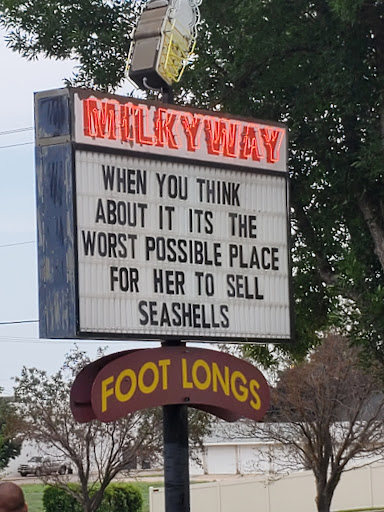 MILKYWAY
WHEN YOU THINK
ABOUT IT ITS THE
WORST POSSIBLE PLACE
FOR HER TO SELL
SEASHELLS
FOOT LONGS